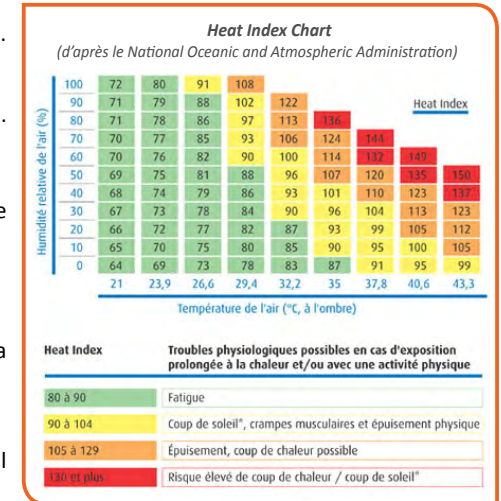 .
Heat Index Chart
(d'après le National Oceanic and Atmospheric Administration)
100 72 80 91 108
90 71 79 88 102 122
Heat Index
.
80 71 78 86 97 113 136
70 70 77 85 93 106 124 144
60 70 76 82 90 100 114 132 149
50 69 75 81 88 96 107 120 135 150
40 68 74 79 86 93 101 110 123 137
30 67 73 78 84 90 96 104 113 123
e
20 66 72 77 82 87 93 99 105 112
10 65 70 75 80 85 90 95 100 105
0 64 69 73 78 83 87 91 95 99
Humidité relative de l'air (%)
21 23,9 26,6 29,4 32,2 35 37,8 40,6 43,3
Température de l'air (°C, à l'ombre)
a
Heat Index
Troubles physiologiques possibles en cas d'exposition
prolongée à la chaleur et/ou avec une activité physique
80 à 90 Fatigue
90 à 104 Coup de soleil*, crampes musculaires et épuisement physique
105 à 129 Épuisement, coup de chaleur possible
l
130 et plus Risque élevé de coup de chaleur / coup de soleil*